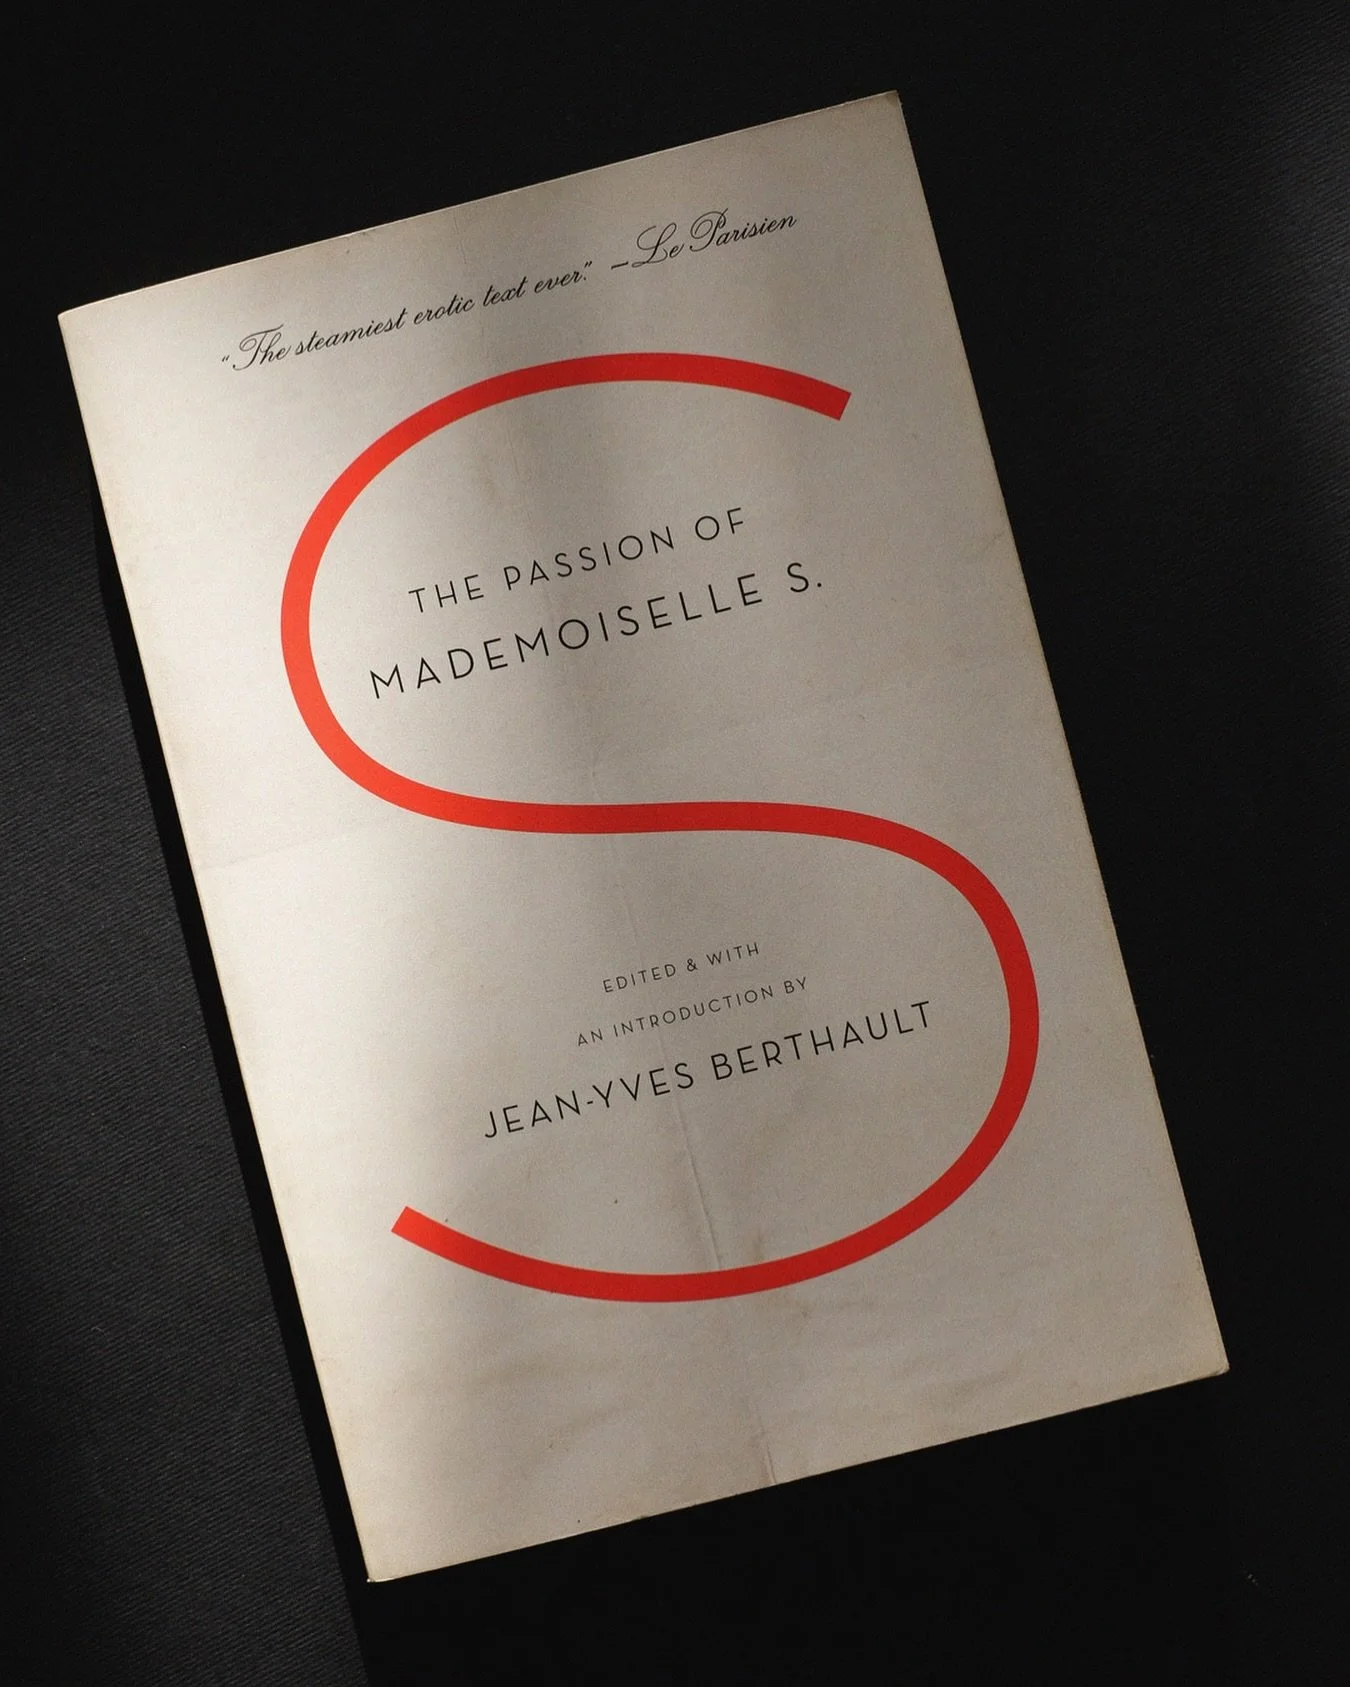 “The steamiest erotic text ever.” —Le Parisien
THE PASSION OF
MADEMOISELLE S.
EDITED & WITH
AN INTRODUCTION BY
JEAN-YVES BERTHAULT
S